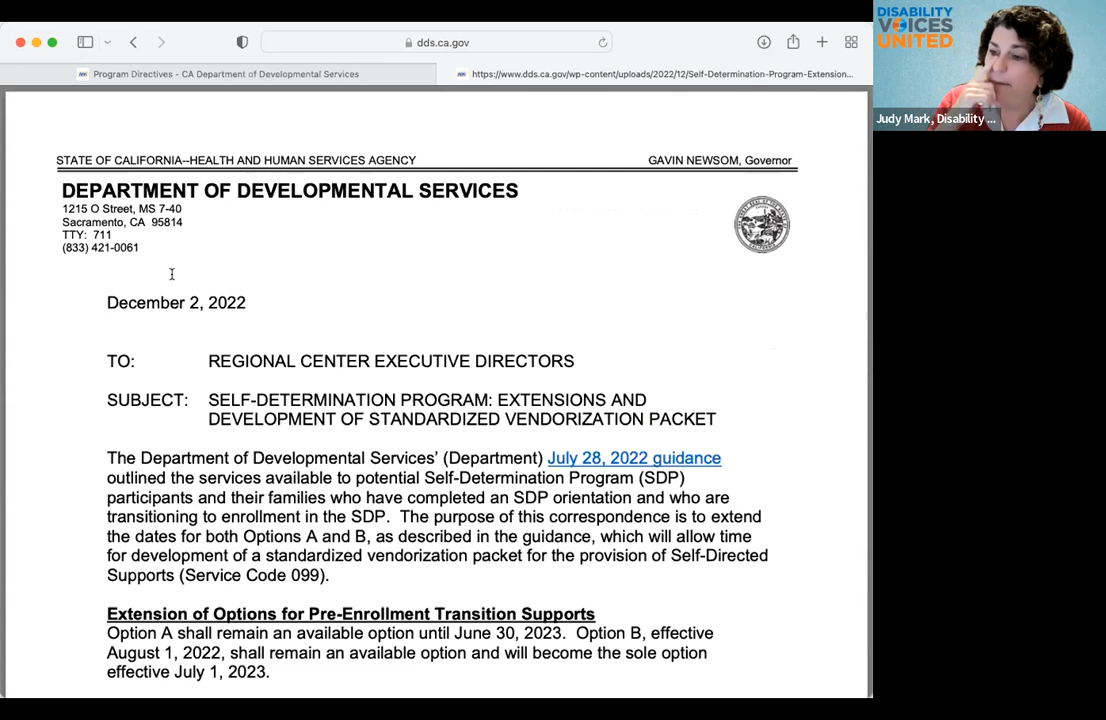 dds.ca.gov
Program Directives - CA Department of Developmental Services
https://www.dds.ca.gov/wp-content/uploads/2022/12/Self-Determination-Program-Extension...
DISABILITY
VOICES
UNITED
Judy Mark, Disability ...
STATE OF CALIFORNIA--HEALTH AND HUMAN SERVICES AGENCY
GAVIN NEWSOM, Governor
DEPARTMENT OF DEVELOPMENTAL SERVICES
1215 O Street, MS 7-40
Sacramento, CA 95814
TTY: 711
(833) 421-0061
December 2, 2022
TO: REGIONAL CENTER EXECUTIVE DIRECTORS
SUBJECT: SELF-DETERMINATION PROGRAM: EXTENSIONS AND
DEVELOPMENT OF STANDARDIZED VENDORIZATION PACKET
The Department of Developmental Services’ (Department) July 28, 2022 guidance
outlined the services available to potential Self-Determination Program (SDP)
participants and their families who have completed an SDP orientation and who are
transitioning to enrollment in the SDP. The purpose of this correspondence is to extend
the dates for both Options A and B, as described in the guidance, which will allow time
for development of a standardized vendorization packet for the provision of Self-Directed
Supports (Service Code 099).
Extension of Options for Pre-Enrollment Transition Supports
Option A shall remain an available option until June 30, 2023. Option B, effective
August 1, 2022, shall remain an available option and will become the sole option
effective July 1, 2023.